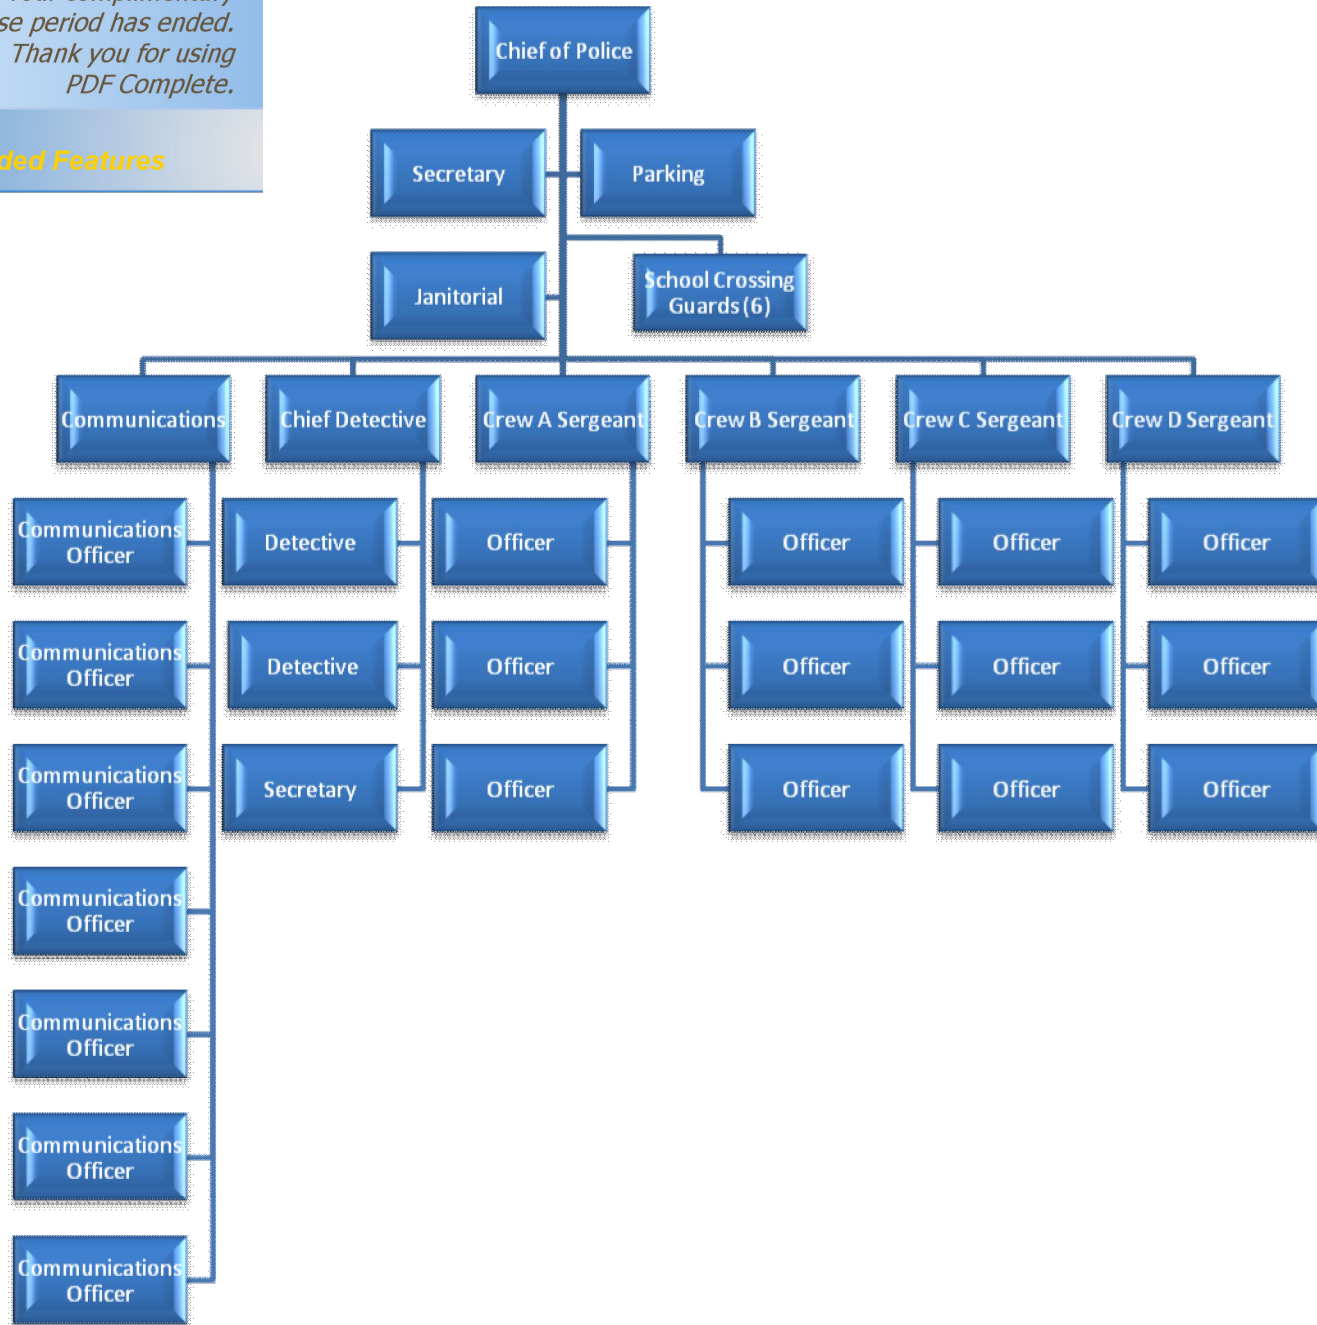 Your complimentary
se period has ended.
Thank you for using
PDF Complete.
ded Features
Chief of Police
Secretary
Parking
Janitorial
School Crossing
Guards (6)
Communications
Chief Detective
Crew A Sergeant
Crew B Sergeant
Crew C Sergeant
Crew D Sergeant
Communications
Officer
Detective
Officer
Officer
Officer
Officer
Communications
Officer
Detective
Officer
Officer
Officer
Officer
Communications
Officer
Secretary
Officer
Officer
Officer
Officer
Communications
Officer
Communications
Officer
Communications
Officer
Communications
Officer